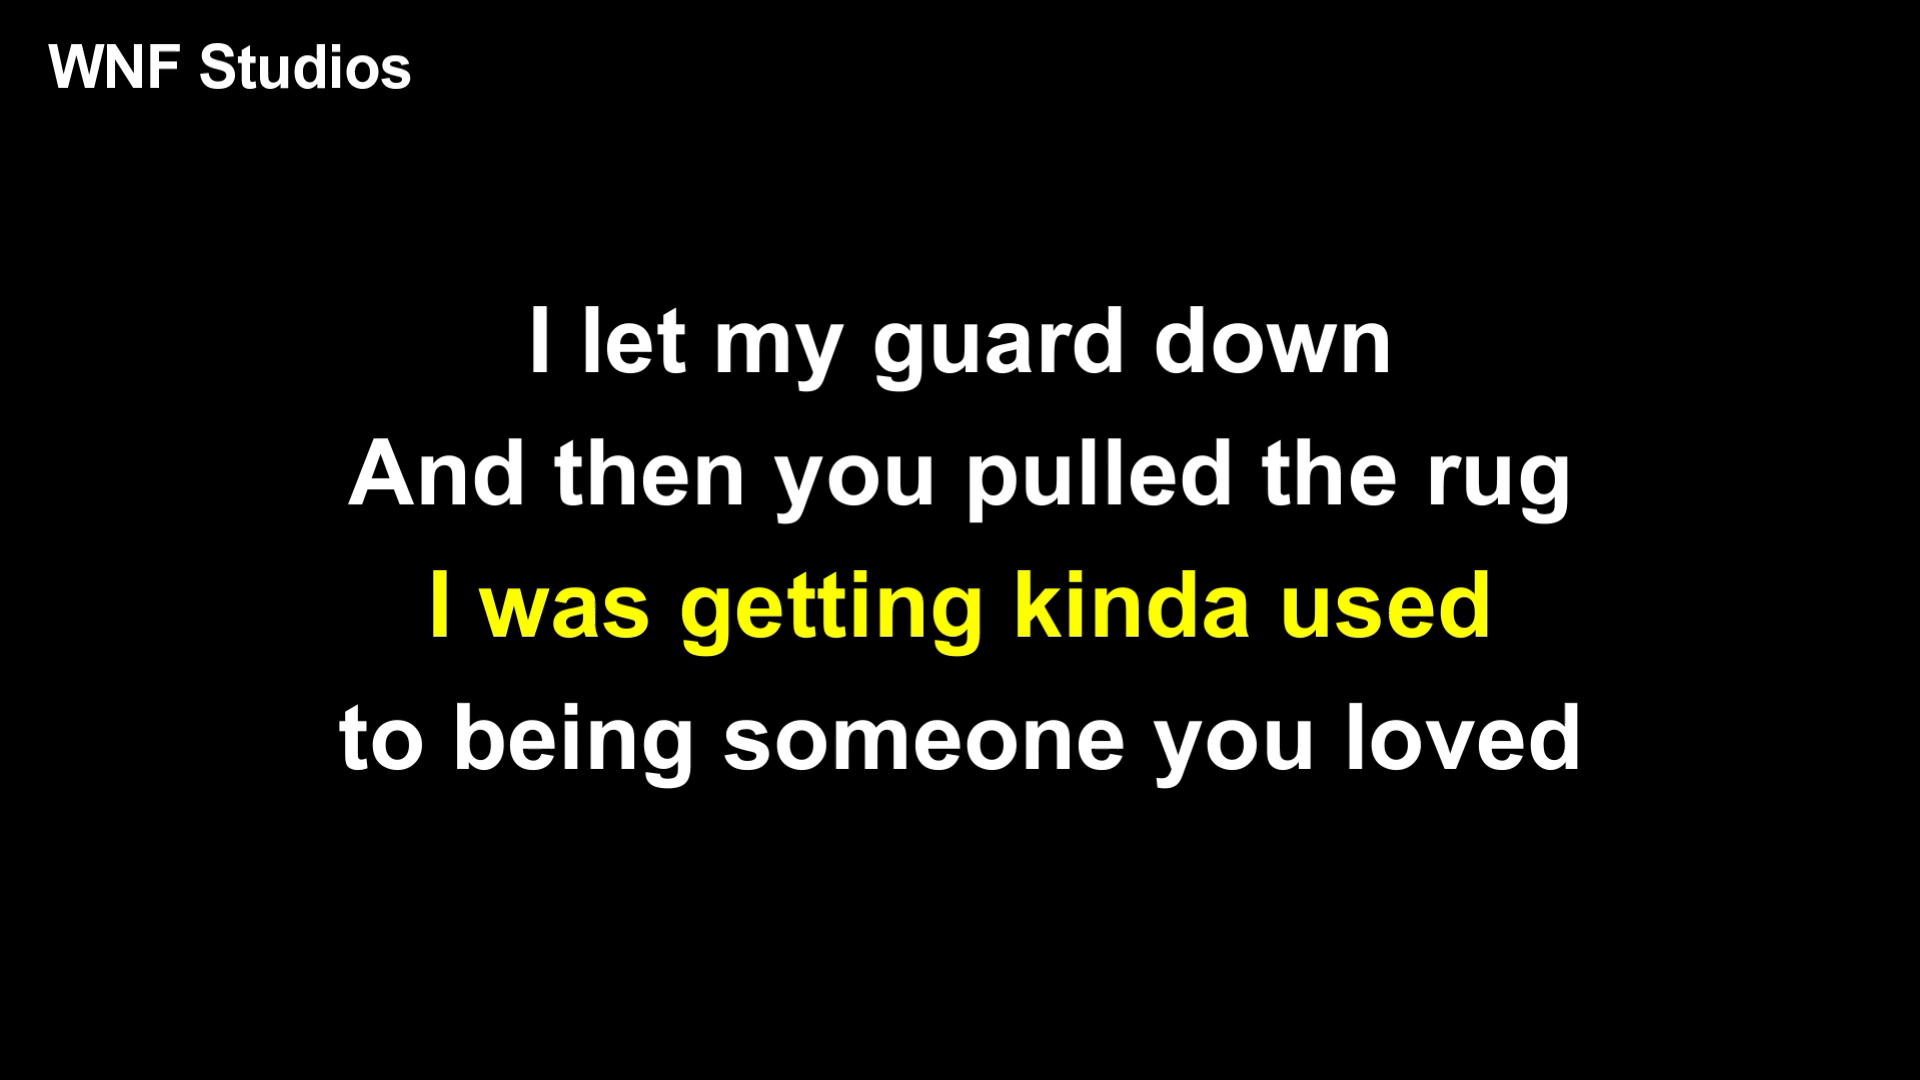 WNF Studios
I let my guard down
And then you pulled the rug
I was getting kinda used
to being someone you loved